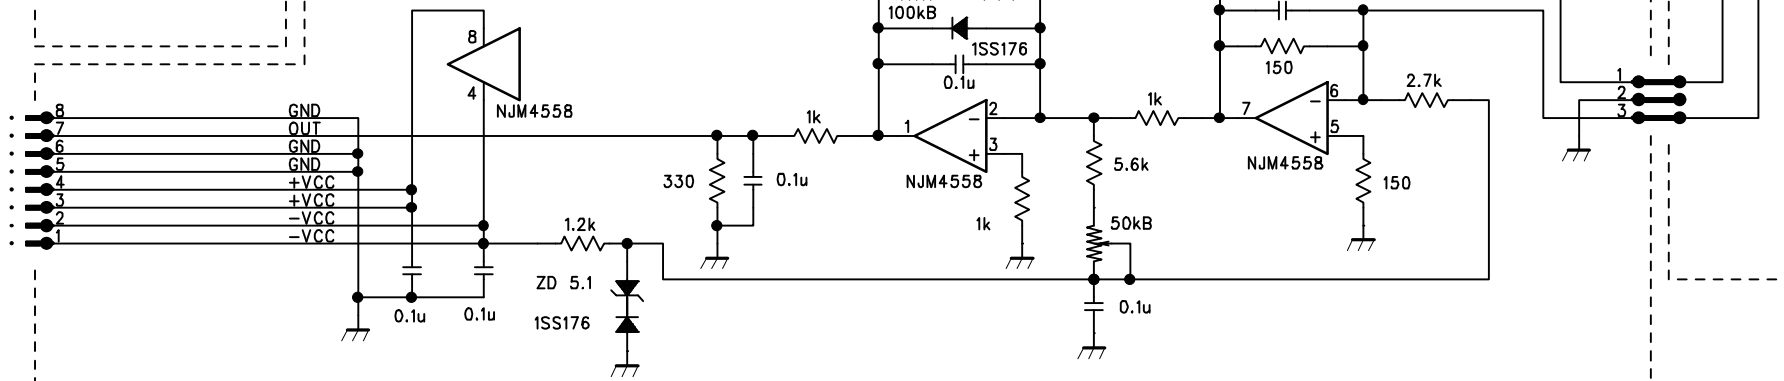 100kB
1SS176
0.1u
8
4
NJM4558
150
2.7k
1
2
3
8 GND
7 OUT
6 GND
5 GND
4 +VCC
3 +VCC
2 -VCC
1 -VCC
1k
1
2
-
+
3
NJM4558
1k
7
6
-
+
5
NJM4558
330
0.1u
1k
5.6k
50kB
150
1.2k
ZD 5.1
1SS176
0.1u
0.1u
0.1u